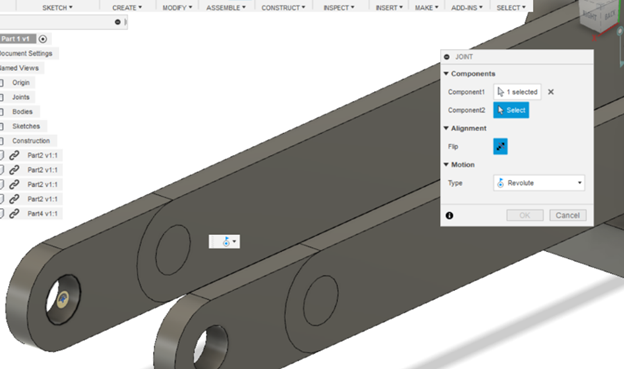 SKETCH▾ CREATE▾ MODIFY▾ ASSEMBLE▾ CONSTRUCT▾ INSPECT▾ INSERT▾ MAKE▾ ADD-INS▾ SELECT▾
Part 1 v1
ocument Settings
amed Views
Origin
Joints
Bodies
Sketches
Construction
Part2 v1:1
Part2 v1:1
Part2 v1:1
Part2 v1:1
Part4 v1:1
JOINT
Components
Component1 1 selected
Component2 Select
Alignment
Flip
Motion
Type Revolute
OK Cancel